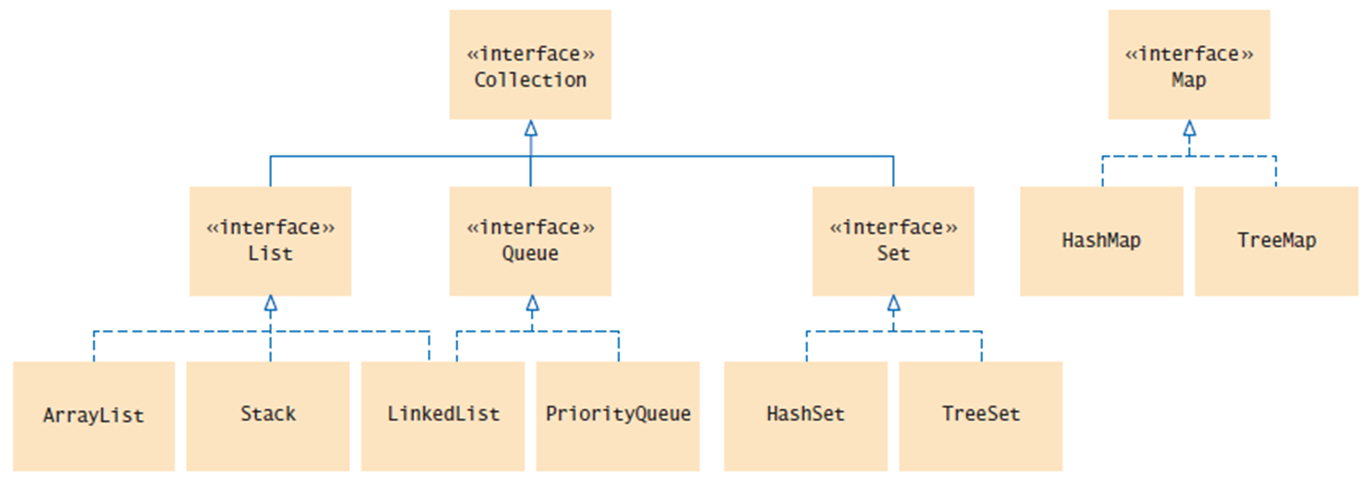 «interface»
Collection
«interface»
Map
«interface»
List
«interface»
Queue
«interface»
Set
HashMap
TreeMap
ArrayList
Stack
LinkedList
PriorityQueue
HashSet
TreeSet